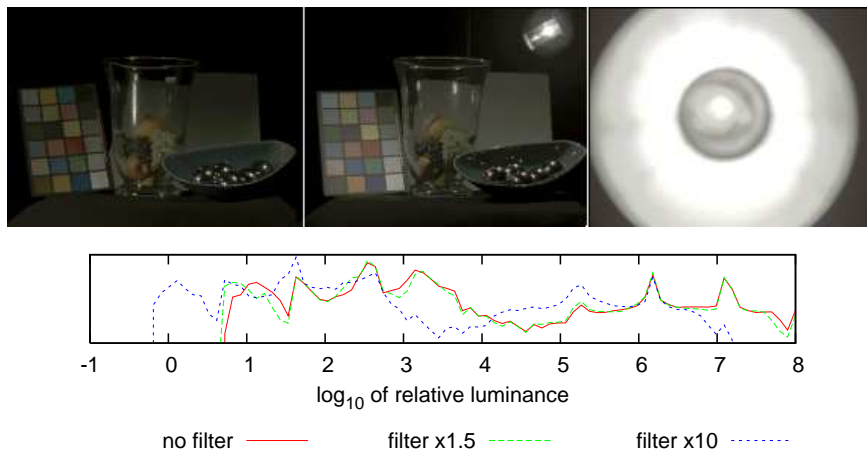 -1 0 1 2 3 4 5 6 7 8
log10 of relative luminance
no filter filter x1.5 filter x10